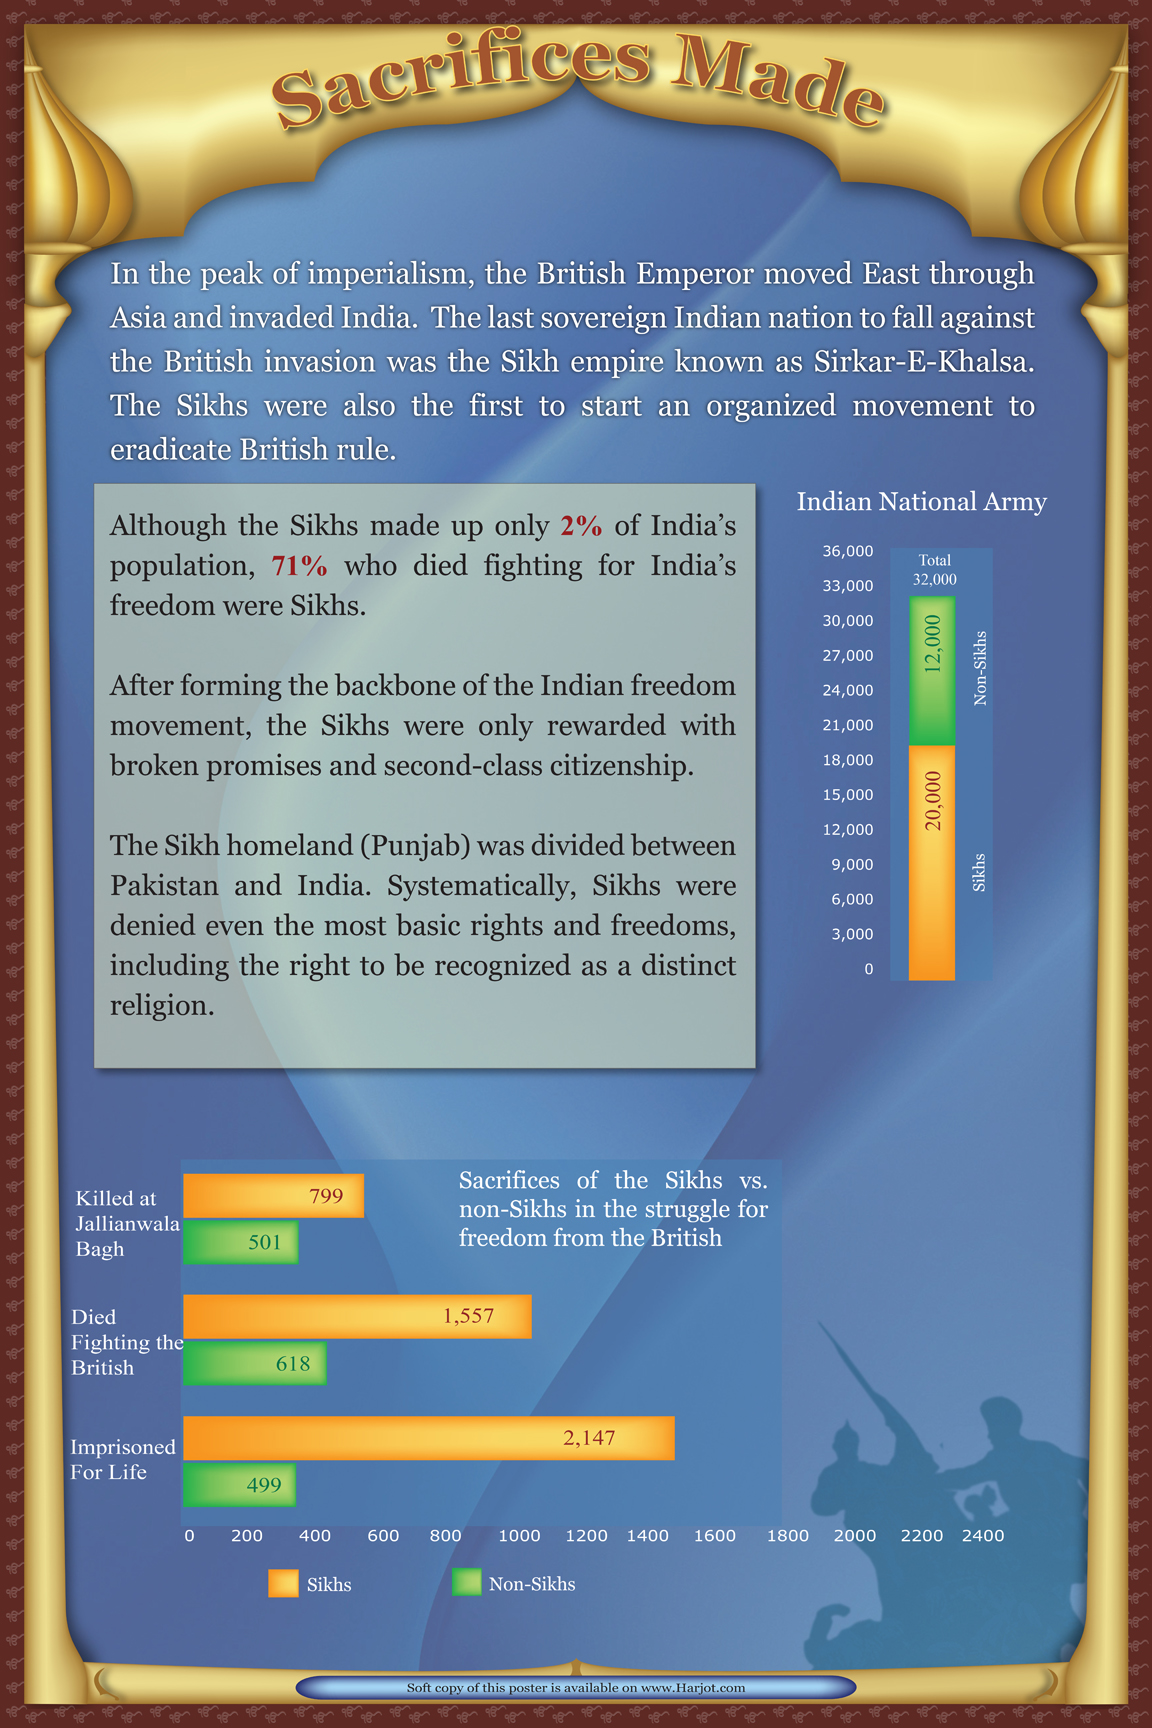 Sacrifices Made
In the peak of imperialism, the British Emperor moved East through
Asia and invaded India. The last sovereign Indian nation to fall against
the British invasion was the Sikh empire known as Sirkar-E-Khalsa.
The Sikhs were also the first to start an organized movement to
eradicate British rule.
Although the Sikhs made up only 2% of India's
population, 71% who died fighting for India's
freedom were Sikhs.
After forming the backbone of the Indian freedom
movement, the Sikhs were only rewarded with
broken promises and second-class citizenship.
The Sikh homeland (Punjab) was divided between
Pakistan and India. Systematically, Sikhs were
denied even the most basic rights and freedoms,
including the right to be recognized as a distinct
religion.
Indian National Army
36,000
33,000
30,000
27,000
24,000
21,000
18,000
15,000
12,000
9,000
6,000
3,000
0
Total
32,000
12,000
Non-Sikhs
20,000
Sikhs
Sacrifices of the Sikhs vs.
non-Sikhs in the struggle for
freedom from the British
Killed at
Jallianwala
Bagh
799
501
Died
Fighting the
British
1,557
618
Imprisoned
For Life
2,147
499
0 200 400 600 800 1000 1200 1400 1600 1800 2000 2200 2400
Sikhs
Non-Sikhs
Soft copy of this poster is available on www.Harjot.com